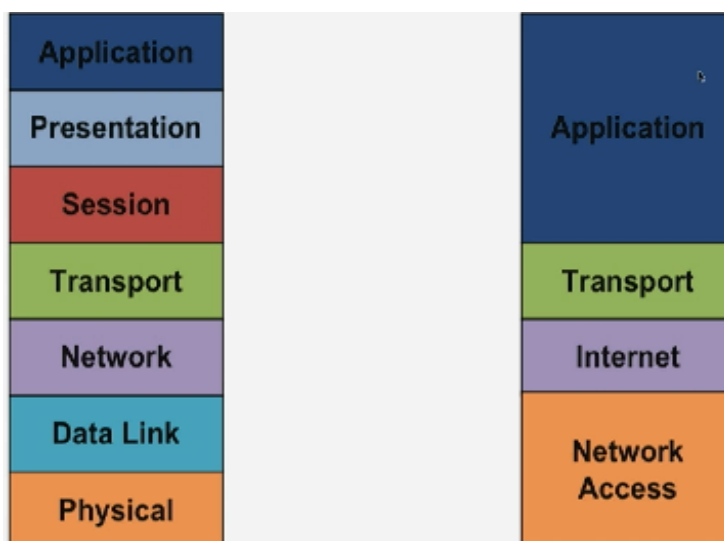 Application
Presentation
Session
Transport
Network
Data Link
Physical
Application
Transport
Internet
Network
Access